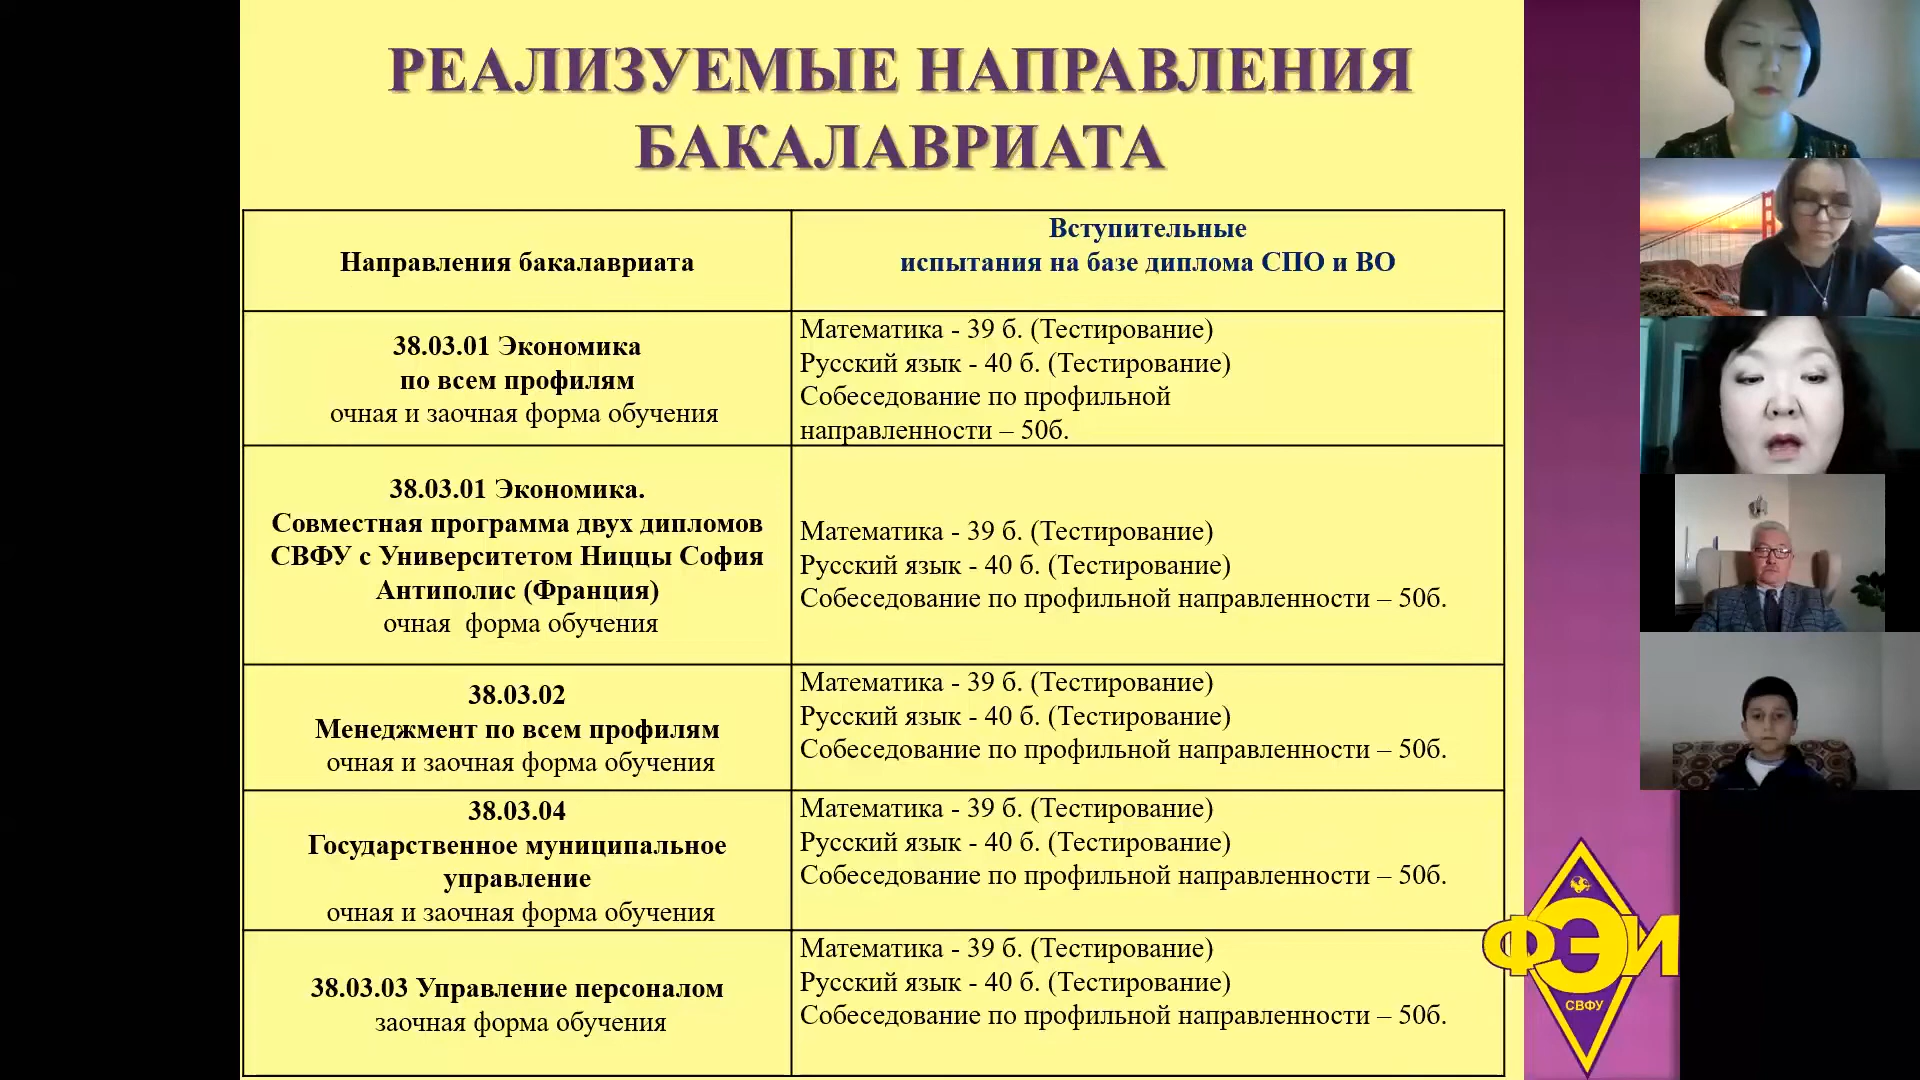 РЕАЛИЗУЕМЫЕ НАПРАВЛЕНИЯ
БАКАЛАВРИАТА
Направления бакалавриата
Вступительные
испытания на базе диплома СПО и ВО
38.03.01 Экономика
по всем профилям
очная и заочная форма обучения
Математика - 39 б. (Тестирование)
Русский язык - 40 б. (Тестирование)
Собеседование по профильной
направленности – 50б.
38.03.01 Экономика.
Совместная программа двух дипломов
СВФУ с Университетом Ниццы София
Антиполис (Франция)
очная форма обучения
Математика - 39 б. (Тестирование)
Русский язык - 40 б. (Тестирование)
Собеседование по профильной направленности – 50б.
38.03.02
Менеджмент по всем профилям
очная и заочная форма обучения
Математика - 39 б. (Тестирование)
Русский язык - 40 б. (Тестирование)
Собеседование по профильной направленности – 50б.
38.03.04
Государственное муниципальное
управление
очная и заочная форма обучения
Математика - 39 б. (Тестирование)
Русский язык - 40 б. (Тестирование)
Собеседование по профильной направленности – 50б.
38.03.03 Управление персоналом
заочная форма обучения
Математика - 39 б. (Тестирование)
Русский язык - 40 б. (Тестирование)
Собеседование по профильной направленности – 50б.
ФЭИ
СВФУ